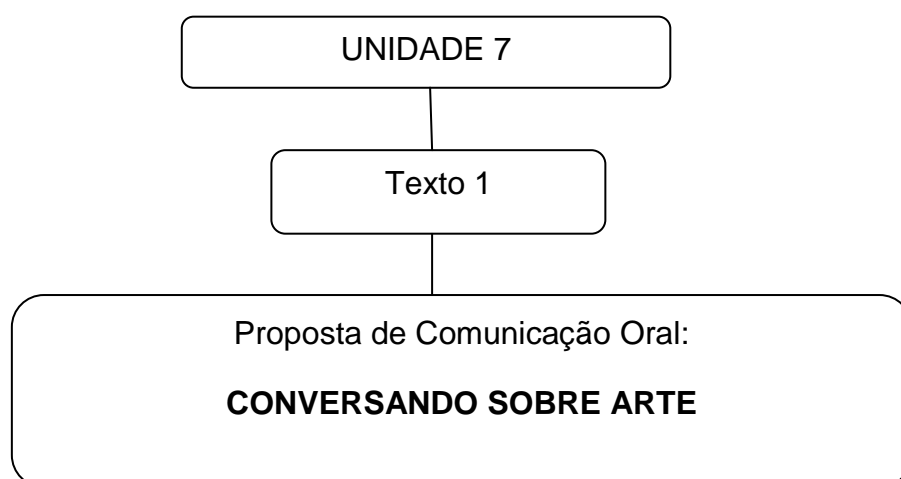 UNIDADE 7
Texto 1
Proposta de Comunicação Oral:
CONVERSANDO SOBRE ARTE